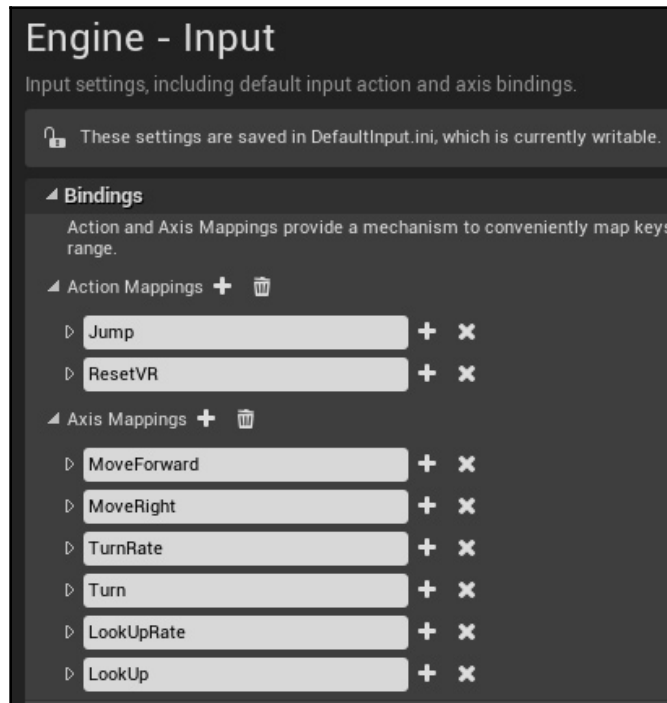 Engine - Input
Input settings, including default input action and axis bindings.
These settings are saved in DefaultInput.ini, which is currently writable.
Bindings
Action and Axis Mappings provide a mechanism to conveniently map keys
range.
Action Mappings
Jump
ResetVR
Axis Mappings
MoveForward
MoveRight
TurnRate
Turn
LookUpRate
LookUp